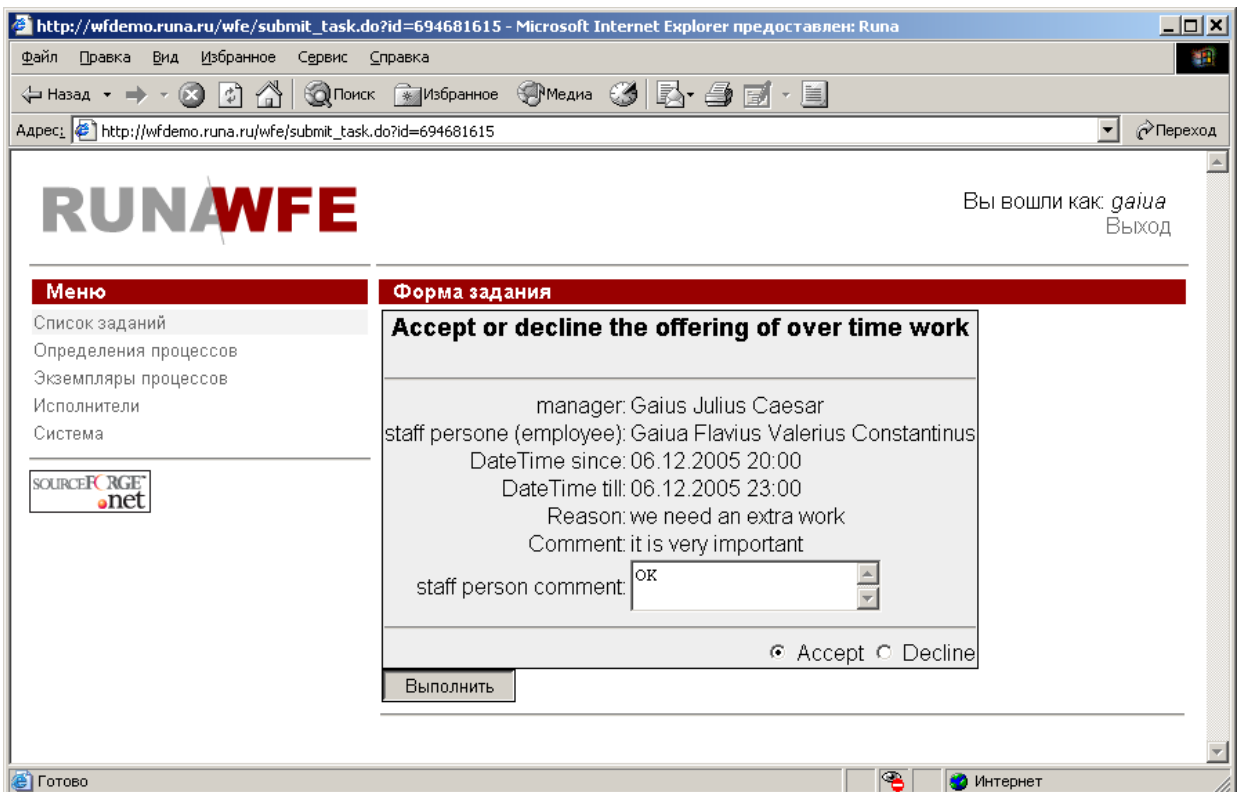 http://wfdemo.runa.ru/wfe/submit_task.do?id=694681615 - Microsoft Internet Explorer предоставлен: Runa
Файл Правка Вид Избранное Сервис Справка
Назад Поиск Избранное Медиа
Адрес: http://wfdemo.runa.ru/wfe/submit_task.do?id=694681615 Переход
RUNAWFE
Вы вошли как: gaiua
Выход
Меню
Список заданий
Определения процессов
Экземпляры процессов
Исполнители
Система
SOURCEFORGE
.net
Форма задания
Accept or decline the offering of over time work
manager: Gaius Julius Caesar
staff persone (employee): Gaiua Flavius Valerius Constantinus
DateTime since: 06.12.2005 20:00
DateTime till: 06.12.2005 23:00
Reason: we need an extra work
Comment: it is very important
staff person comment: OK
Accept Decline
Выполнить
Готово Интернет